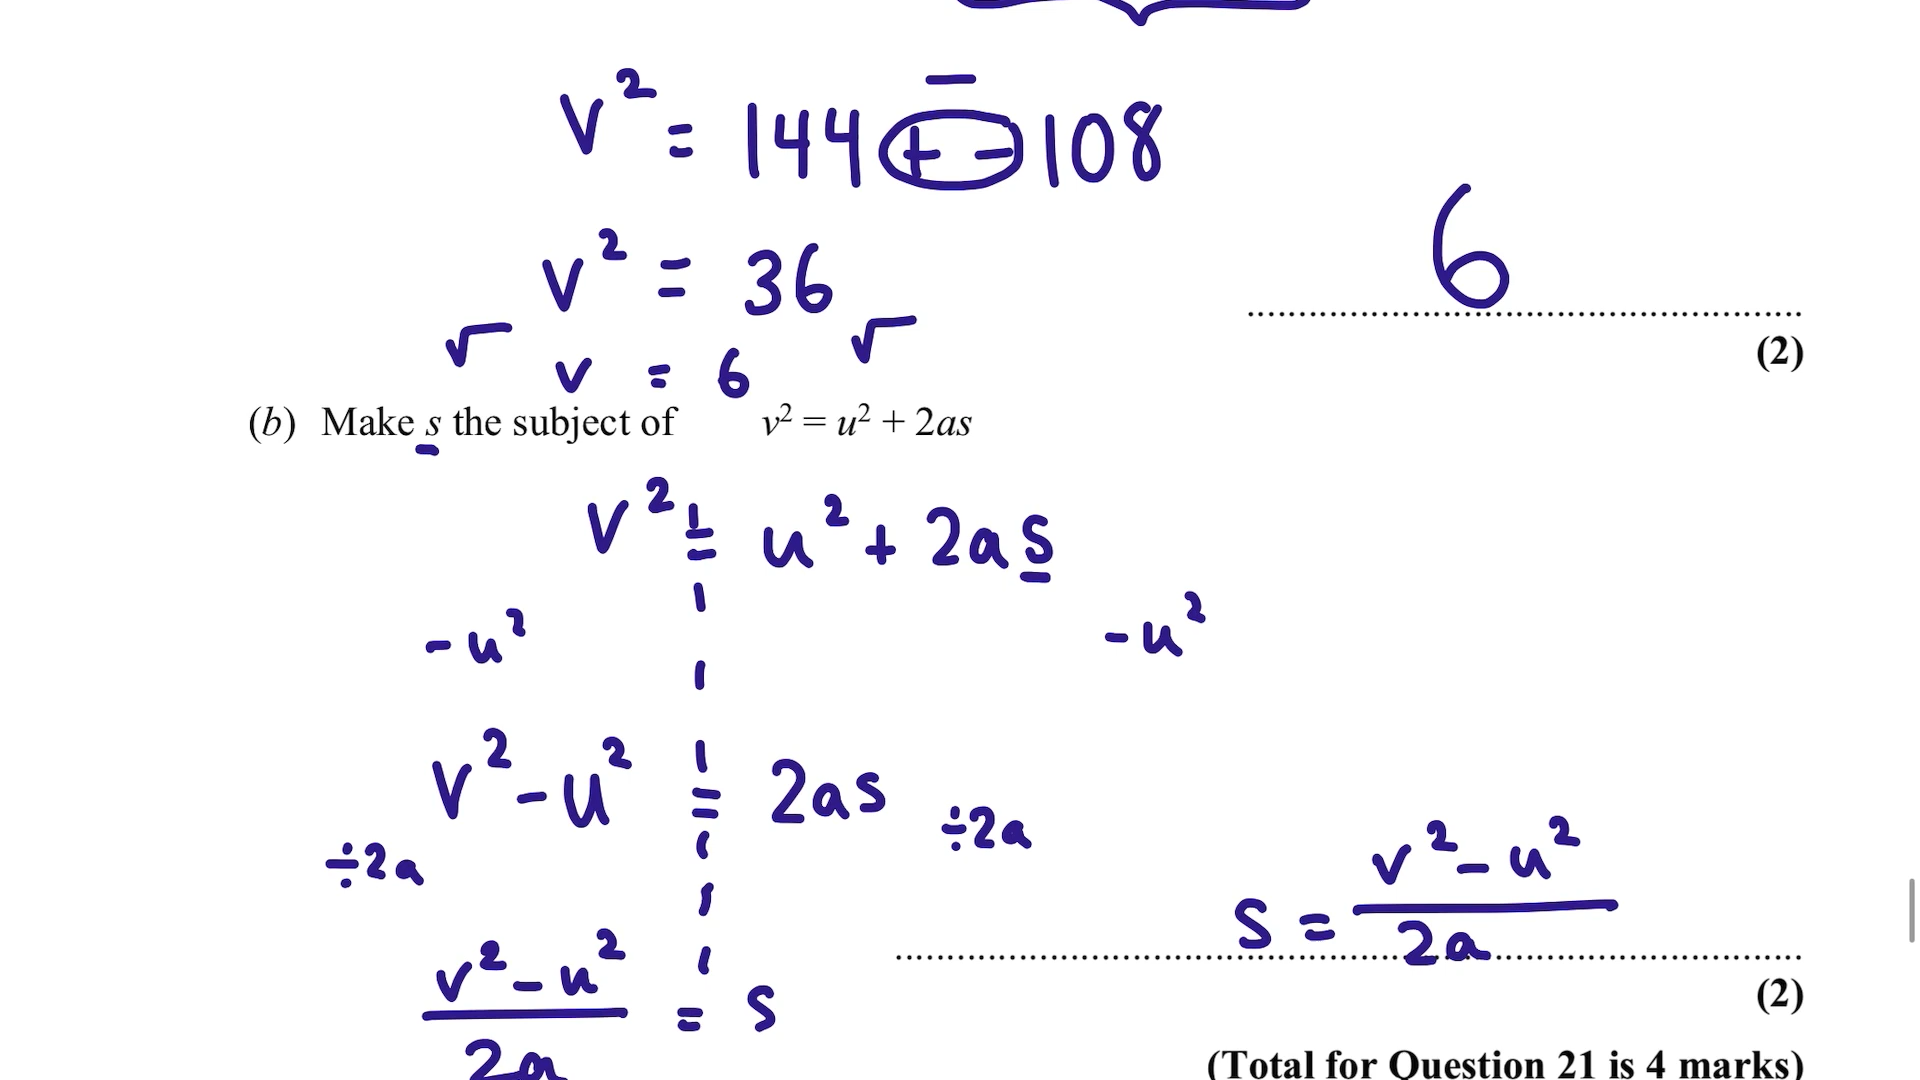 −
v² = 144 + − 108
6
v² = 36
√ √
v = 6
(2)
(b) Make s the subject of v² = u² + 2as
v² = u² + 2as
−u² −u²
v² − u² = 2as
÷2a ÷2a
s = v² − u² / 2a
v² − u² / 2a = s
(2)
(Total for Question 21 is 4 marks)